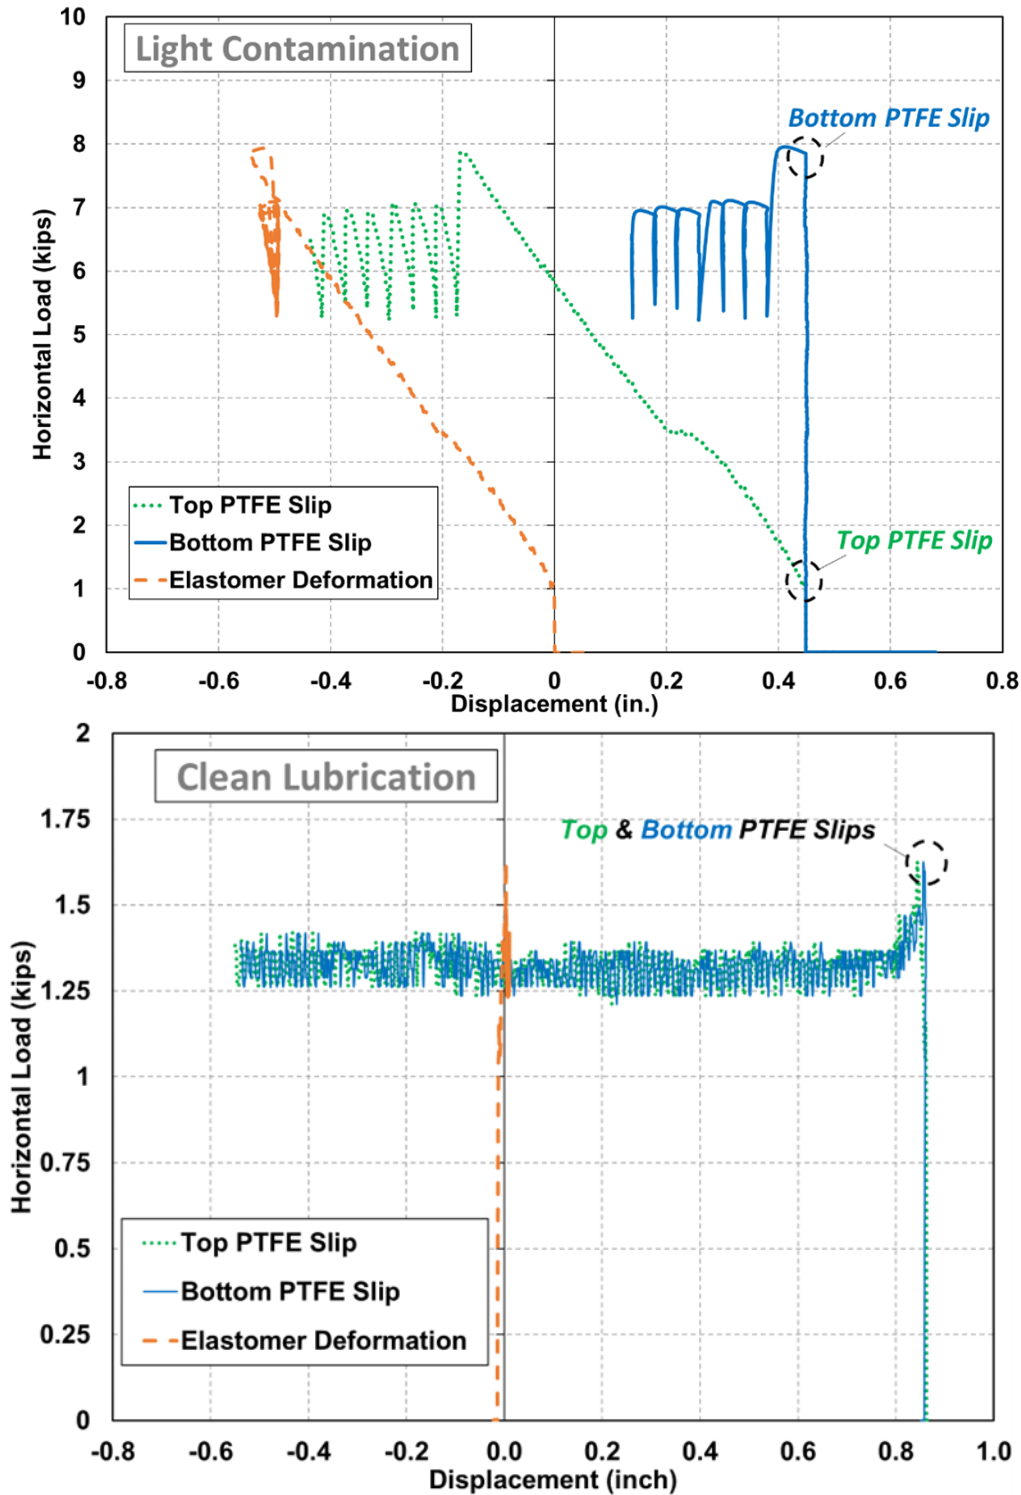 Light Contamination
10
9
8
7
6
5
4
3
2
1
0
Horizontal Load (kips)
Bottom PTFE Slip
Top PTFE Slip
Top PTFE Slip
Bottom PTFE Slip
Elastomer Deformation
-0.8 -0.6 -0.4 -0.2 0 0.2 0.4 0.6 0.8
Displacement (in.)
Clean Lubrication
2
1.75
1.5
1.25
1
0.75
0.5
0.25
0
Horizontal Load (kips)
Top & Bottom PTFE Slips
Top PTFE Slip
Bottom PTFE Slip
Elastomer Deformation
-0.8 -0.6 -0.4 -0.2 0.0 0.2 0.4 0.6 0.8 1.0
Displacement (inch)